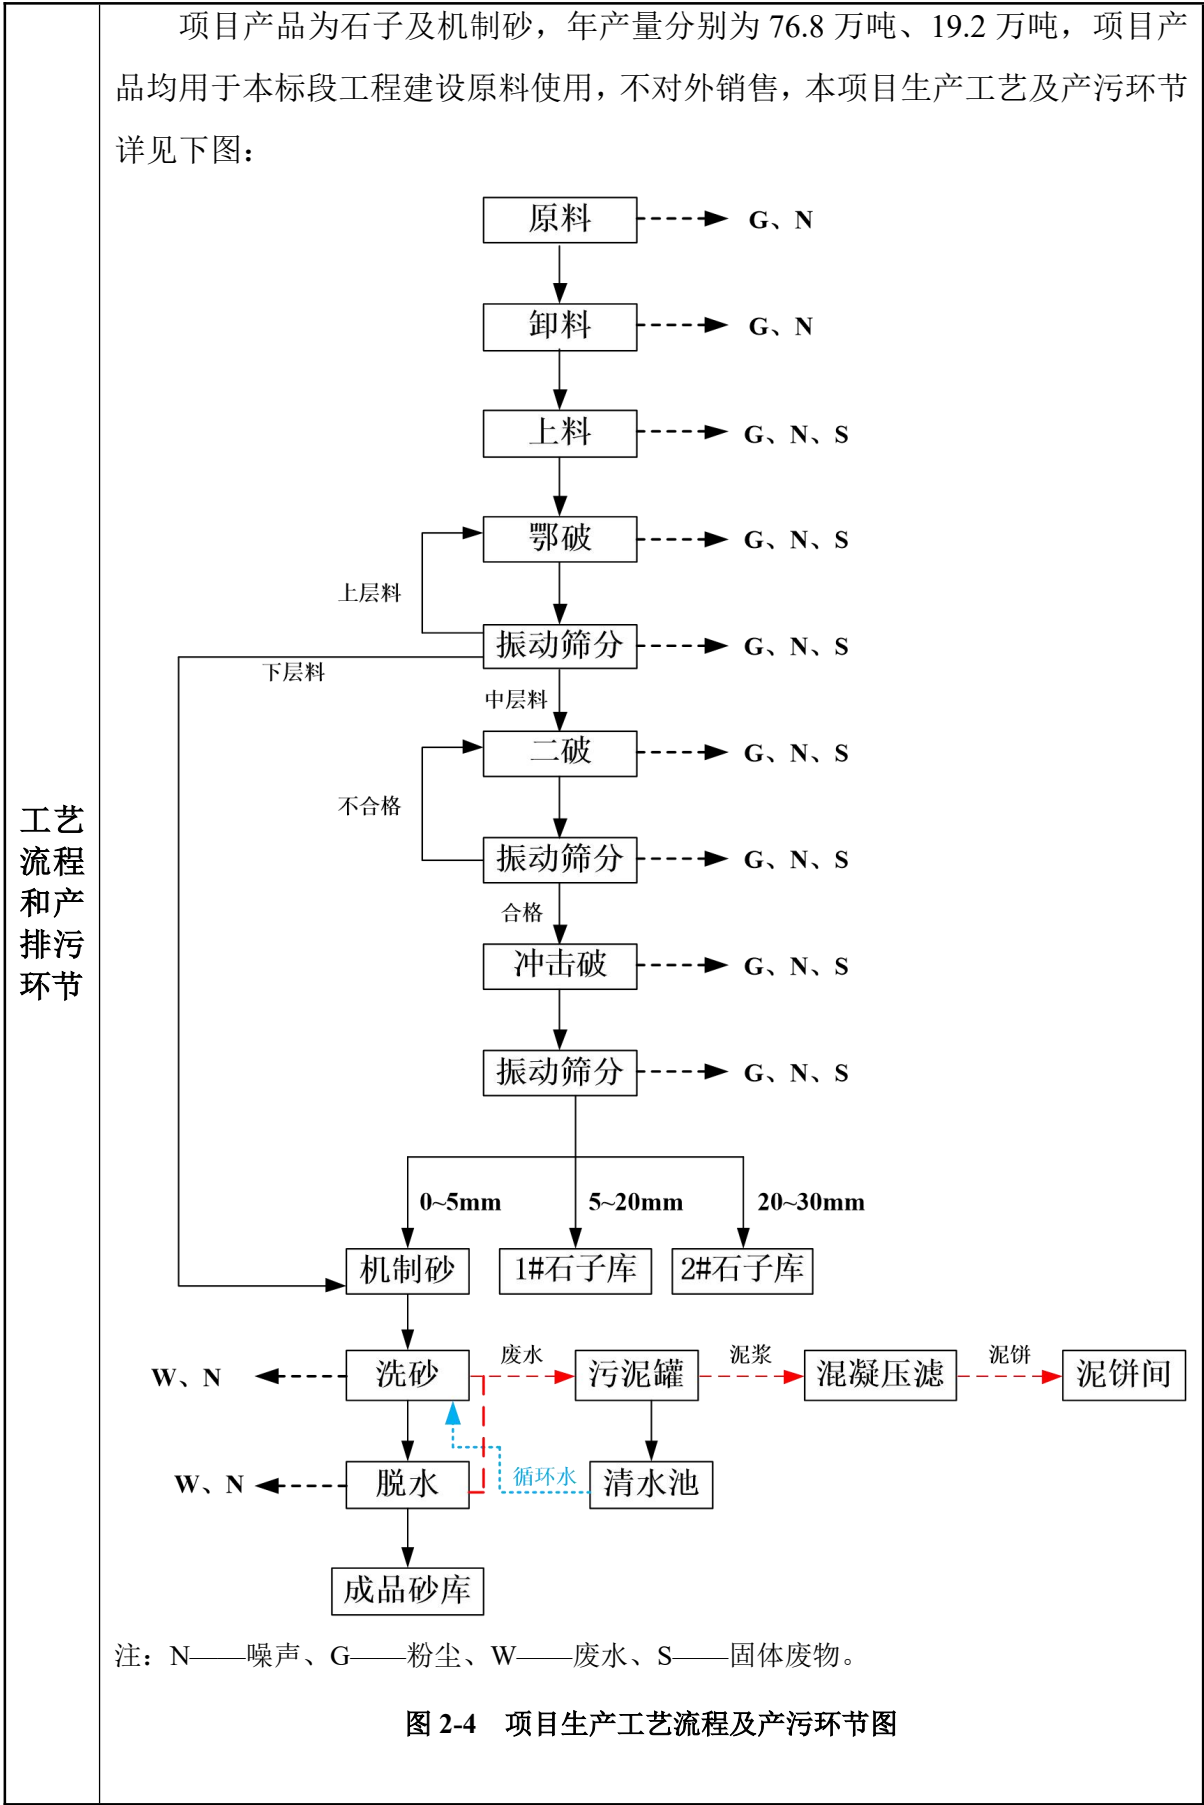 项目产品为石子及机制砂，年产量分别为 76.8 万吨、19.2 万吨，项目产
品均用于本标段工程建设原料使用，不对外销售，本项目生产工艺及产污环节
详见下图：
工艺
流程
和产
排污
环节
原料
G、N
卸料
G、N
上料
G、N、S
鄂破
G、N、S
上层料
振动筛分
G、N、S
下层料
中层料
二破
G、N、S
不合格
振动筛分
G、N、S
合格
冲击破
G、N、S
振动筛分
G、N、S
0~5mm
5~20mm
20~30mm
机制砂
1#石子库
2#石子库
W、N
洗砂
废水
污泥罐
泥浆
混凝压滤
泥饼
泥饼间
W、N
脱水
循环水
清水池
成品砂库
注：N——噪声、G——粉尘、W——废水、S——固体废物。
图 2-4 项目生产工艺流程及产污环节图